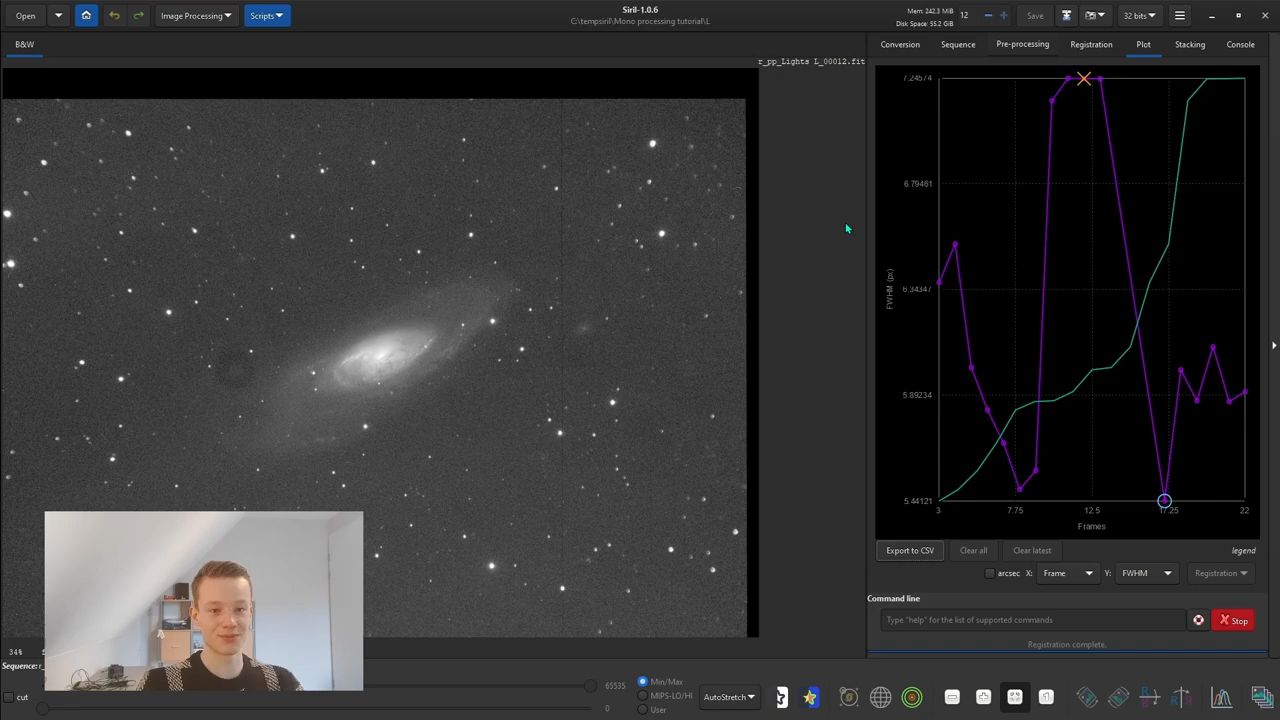 Open
Image Processing
Scripts
Siril-1.0.6
C:\tempsiril\Mono processing tutorial\L
Mem: 242.3 MiB
Disk Space: 55.2 GiB
12
Save
32 bits
B&W
Conversion
Sequence
Pre-processing
Registration
Plot
Stacking
Console
r_pp_Lights L_00012.fit
7.24574
6.79461
6.34347
5.89234
5.44121
FWHM (px)
3
7.75
12.5
17.25
22
Frames
Export to CSV
Clear all
Clear latest
legend
arcsec
X:
Frame
Y:
FWHM
Registration
Command line
Type "help" for the list of supported commands
Stop
Registration complete.
34%
Sequence:
cut
65535
0
Min/Max
MIPS-LO/HI
User
AutoStretch